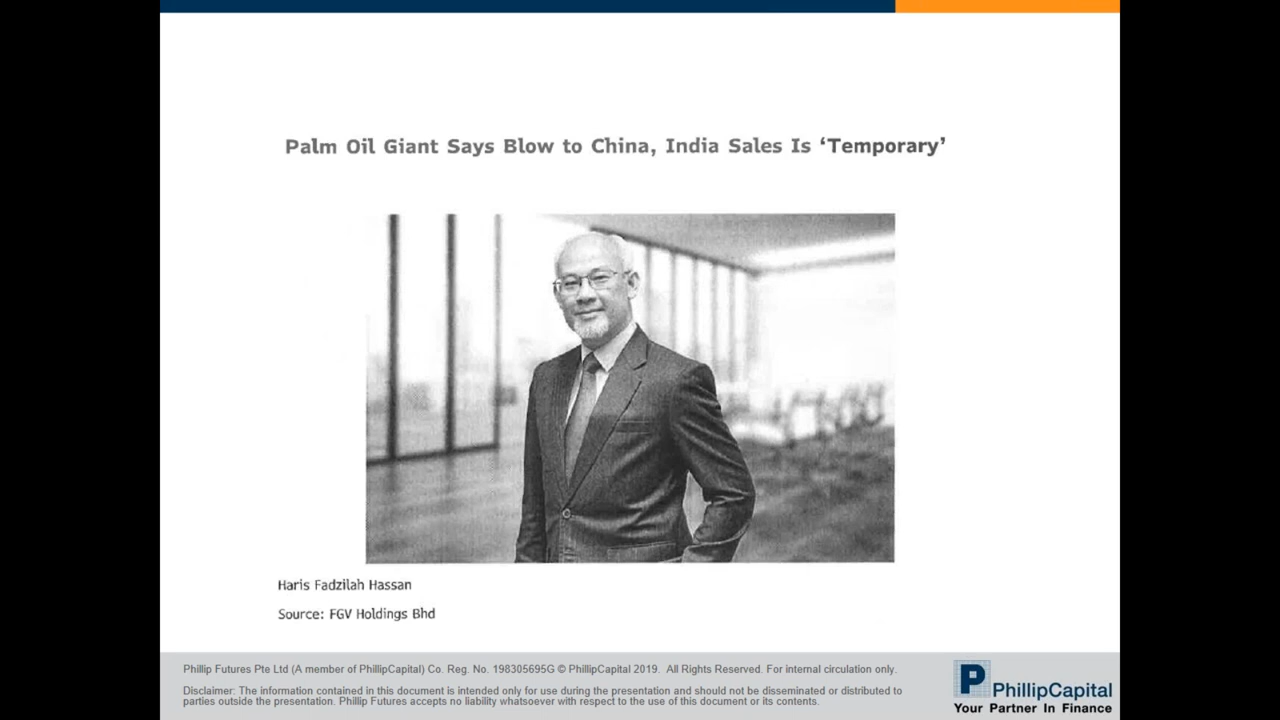 Palm Oil Giant Says Blow to China, India Sales Is ‘Temporary’
Haris Fadzilah Hassan
Source: FGV Holdings Bhd
Phillip Futures Pte Ltd (A member of PhillipCapital) Co. Reg. No. 198305695G © PhillipCapital 2019. All Rights Reserved. For internal circulation only.
Disclaimer: The information contained in this document is intended only for use during the presentation and should not be disseminated or distributed to
parties outside the presentation. Phillip Futures accepts no liability whatsoever with respect to the use of this document or its contents.
P PhillipCapital
Your Partner In Finance